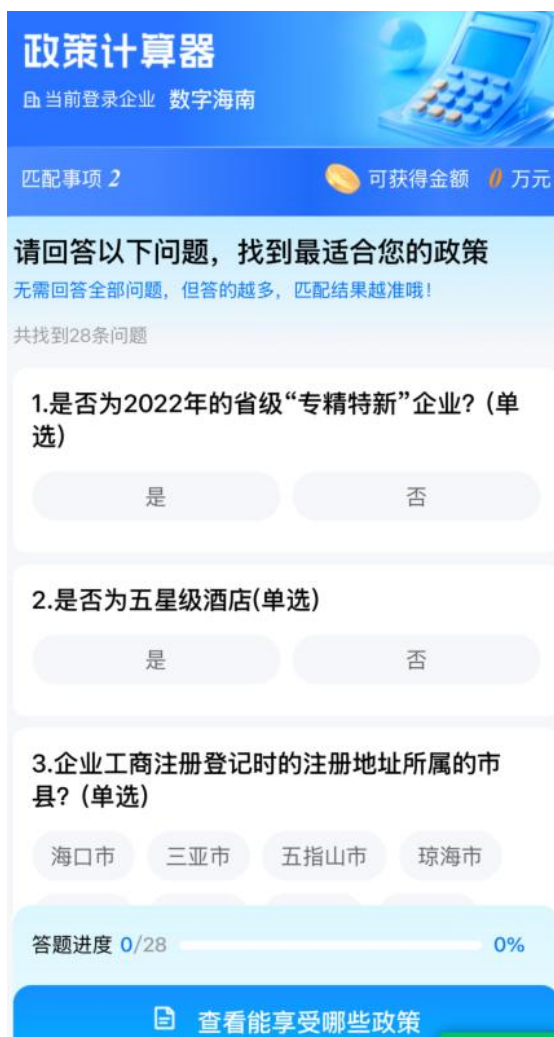 政策计算器
当前登录企业 数字海南
匹配事项 2 可获得金额 0 万元
请回答以下问题，找到最适合您的政策
无需回答全部问题，但答的越多，匹配结果越准哦！
共找到28条问题
1.是否为2022年的省级“专精特新”企业？（单
选）
是 否
2.是否为五星级酒店(单选)
是 否
3.企业工商注册登记时的注册地址所属的市
县？（单选）
海口市 三亚市 五指山市 琼海市
答题进度 0/28 0%
查看能享受哪些政策